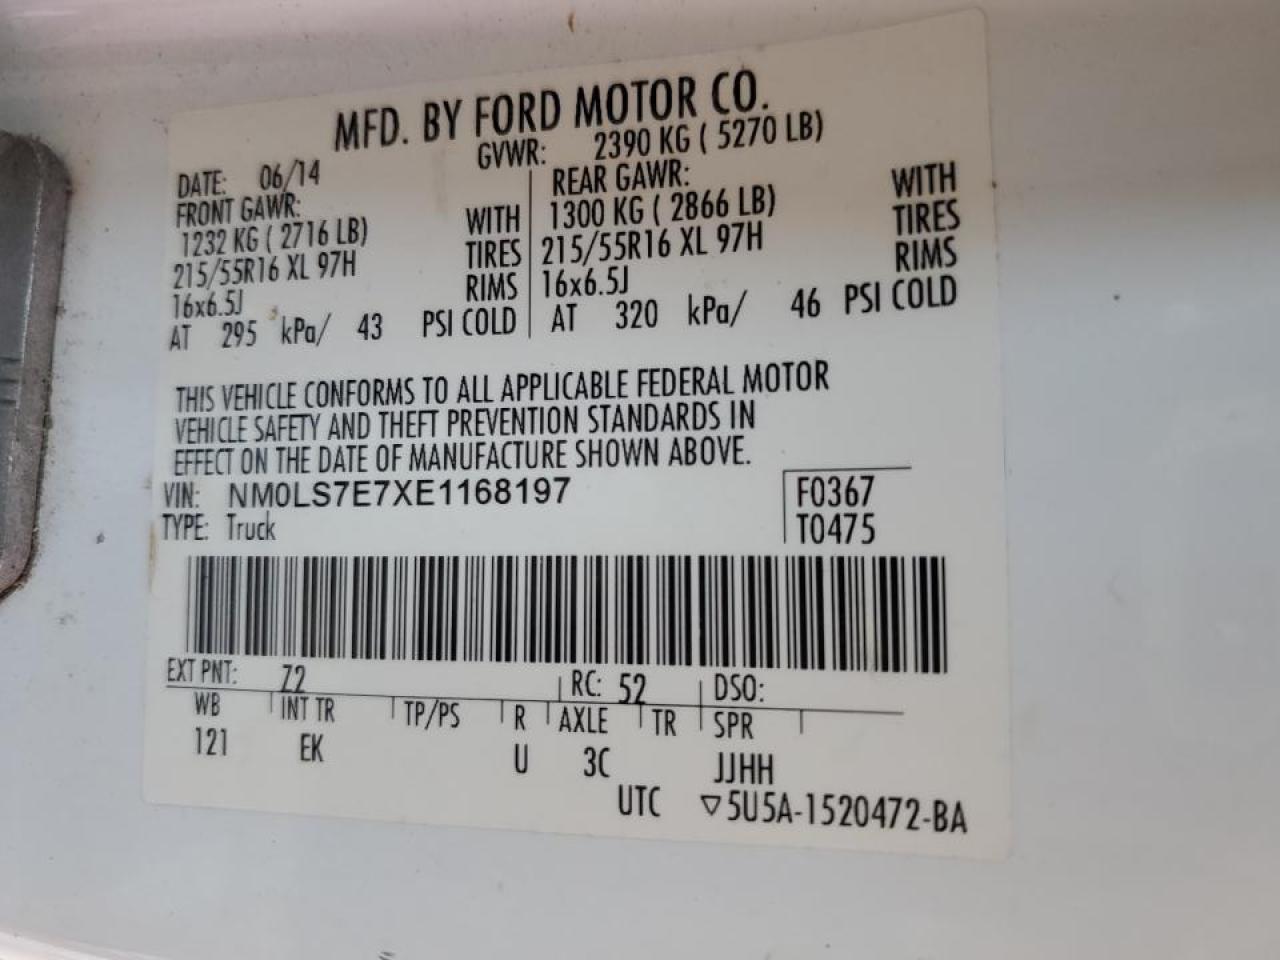 MFD. BY FORD MOTOR CO.
DATE: 06/14 GVWR: 2390 KG ( 5270 LB)
FRONT GAWR: REAR GAWR:
1232 KG ( 2716 LB) WITH 1300 KG ( 2866 LB) WITH
215/55R16 XL 97H TIRES 215/55R16 XL 97H TIRES
16x6.5J RIMS 16x6.5J RIMS
AT 295 kPa/ 43 PSI COLD AT 320 kPa/ 46 PSI COLD
THIS VEHICLE CONFORMS TO ALL APPLICABLE FEDERAL MOTOR
VEHICLE SAFETY AND THEFT PREVENTION STANDARDS IN
EFFECT ON THE DATE OF MANUFACTURE SHOWN ABOVE.
VIN: NM0LS7E7XE1168197 F0367
TYPE: Truck T0475
EXT PNT: Z2 RC: 52 DSO:
WB INT TR TP/PS R AXLE TR SPR
121 EK U 3C JJHH
UTC ▽5U5A-1520472-BA